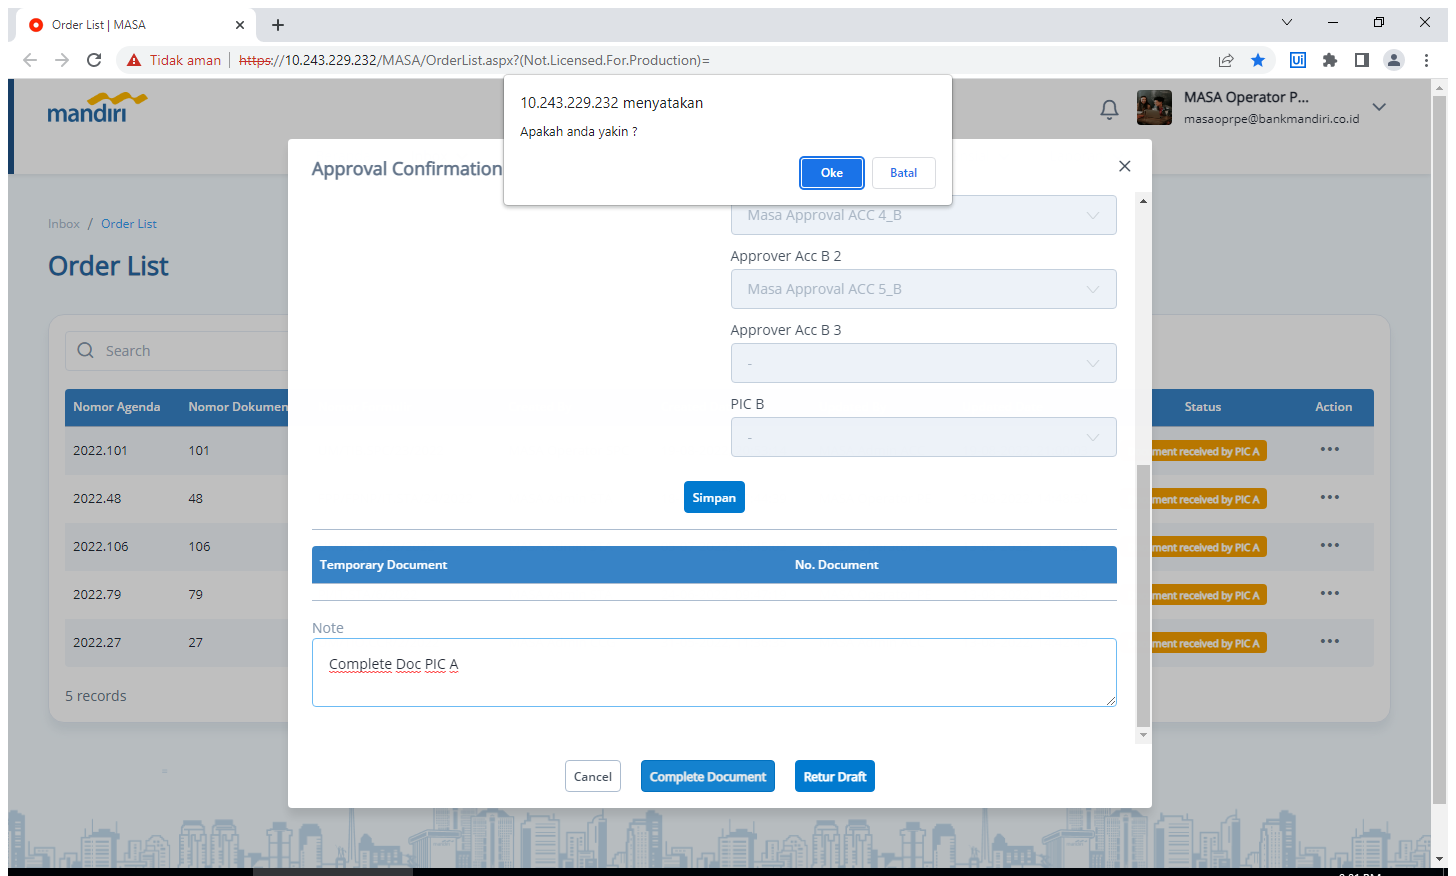 Order List | MASA
Tidak aman
https://10.243.229.232/MASA/OrderList.aspx?(Not.Licensed.For.Production)=
Ui
mandiri
10.243.229.232 menyatakan
Apakah anda yakin ?
Oke
Batal
MASA Operator P...
masaoprpe@bankmandiri.co.id
Approval Confirmation
Inbox / Order List
Order List
Masa Approval ACC 4_B
Approver Acc B 2
Masa Approval ACC 5_B
Approver Acc B 3
-
PIC B
-
Simpan
Search
Nomor Agenda
Nomor Dokumen
Status
Action
2022.101
101
ment received by PIC A
2022.48
48
ment received by PIC A
2022.106
106
ment received by PIC A
2022.79
79
ment received by PIC A
2022.27
27
ment received by PIC A
5 records
Temporary Document
No. Document
Note
Complete Doc PIC A
Cancel
Complete Document
Retur Draft